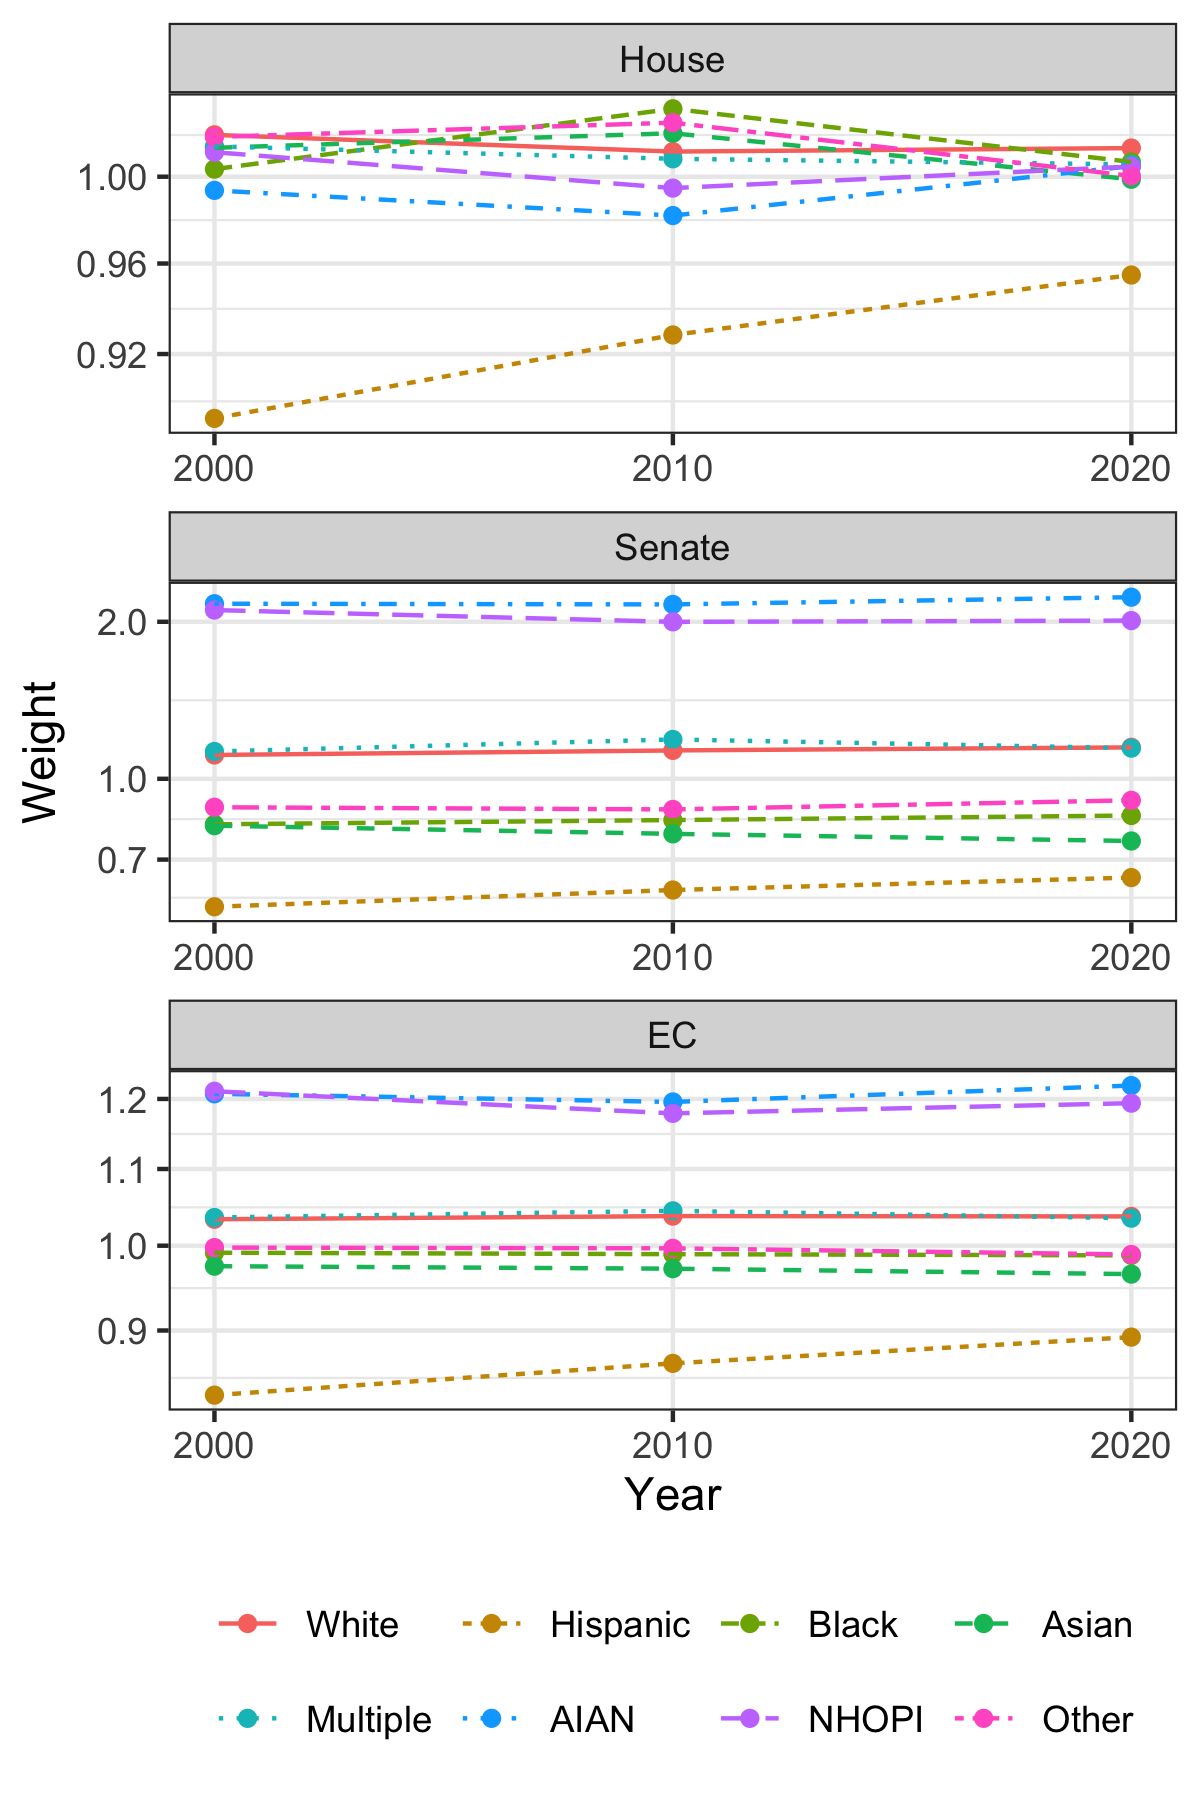 House
1.00
0.96
0.92
2000 2010 2020
Senate
2.0
1.0
0.7
2000 2010 2020
Weight
EC
1.2
1.1
1.0
0.9
2000 2010 2020
Year
White Hispanic Black Asian
Multiple AIAN NHOPI Other